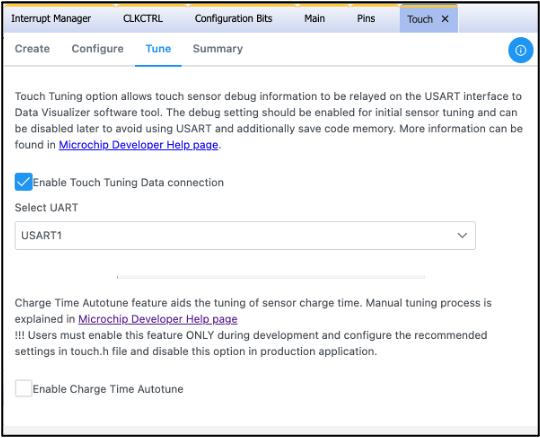 Interrupt Manager CLKCTRL Configuration Bits Main Pins Touch ✕
Create Configure Tune Summary
Touch Tuning option allows touch sensor debug information to be relayed on the USART interface to
Data Visualizer software tool. The debug setting should be enabled for initial sensor tuning and can
be disabled later to avoid using USART and additionally save code memory. More information can be
found in Microchip Developer Help page.
Enable Touch Tuning Data connection
Select UART
USART1
Charge Time Autotune feature aids the tuning of sensor charge time. Manual tuning process is
explained in Microchip Developer Help page
!!! Users must enable this feature ONLY during development and configure the recommended
settings in touch.h file and disable this option in production application.
Enable Charge Time Autotune